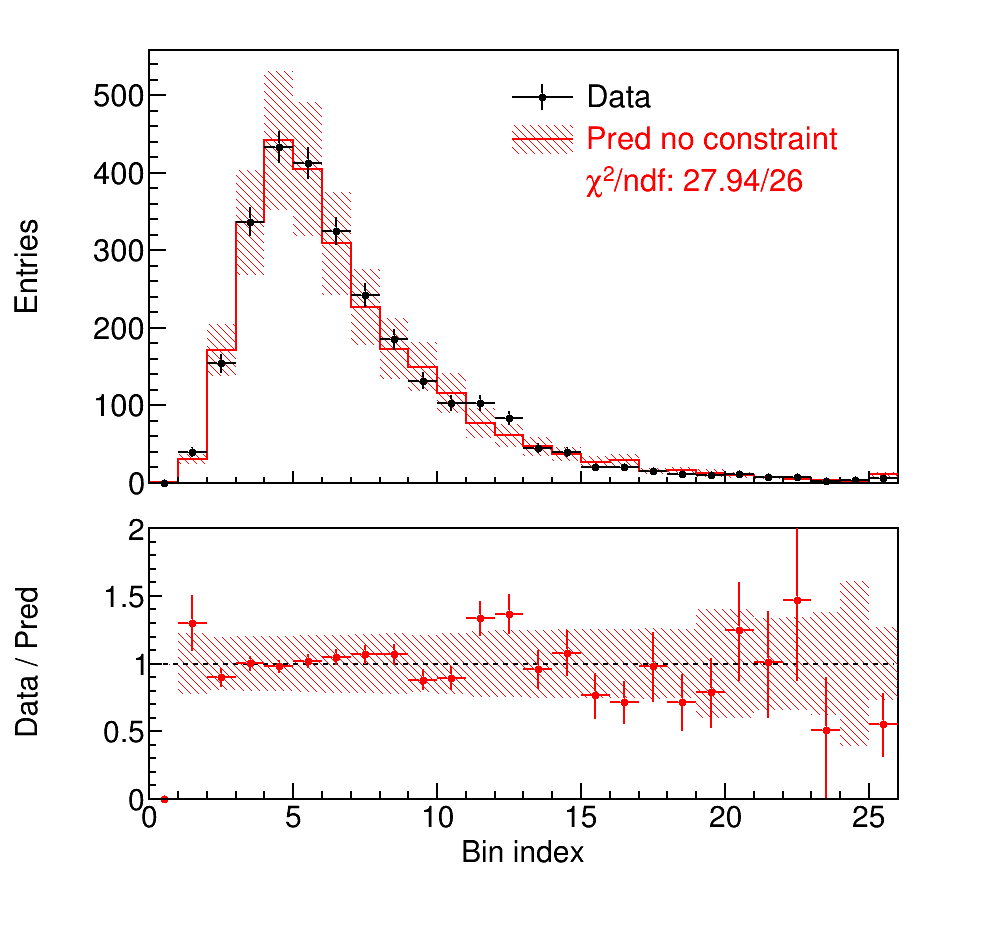 Entries
500
400
300
200
100
0
Data
Pred no constraint
χ²/ndf: 27.94/26
Data / Pred
2
1.5
1
0.5
0
0 5 10 15 20 25
Bin index